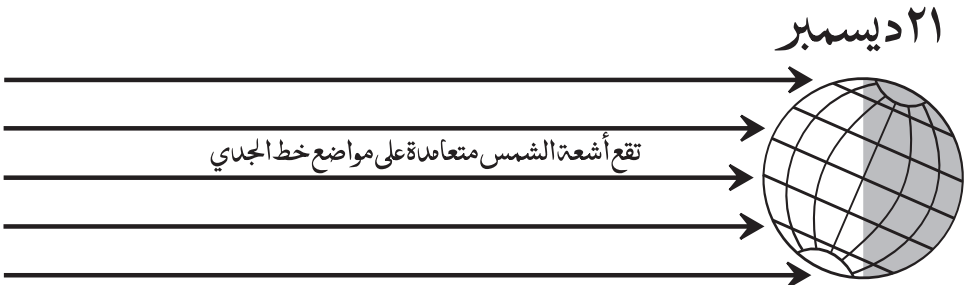 ٢١ ديسمبر
تقع أشعة الشمس متعامدة على مواضع خط الجدي